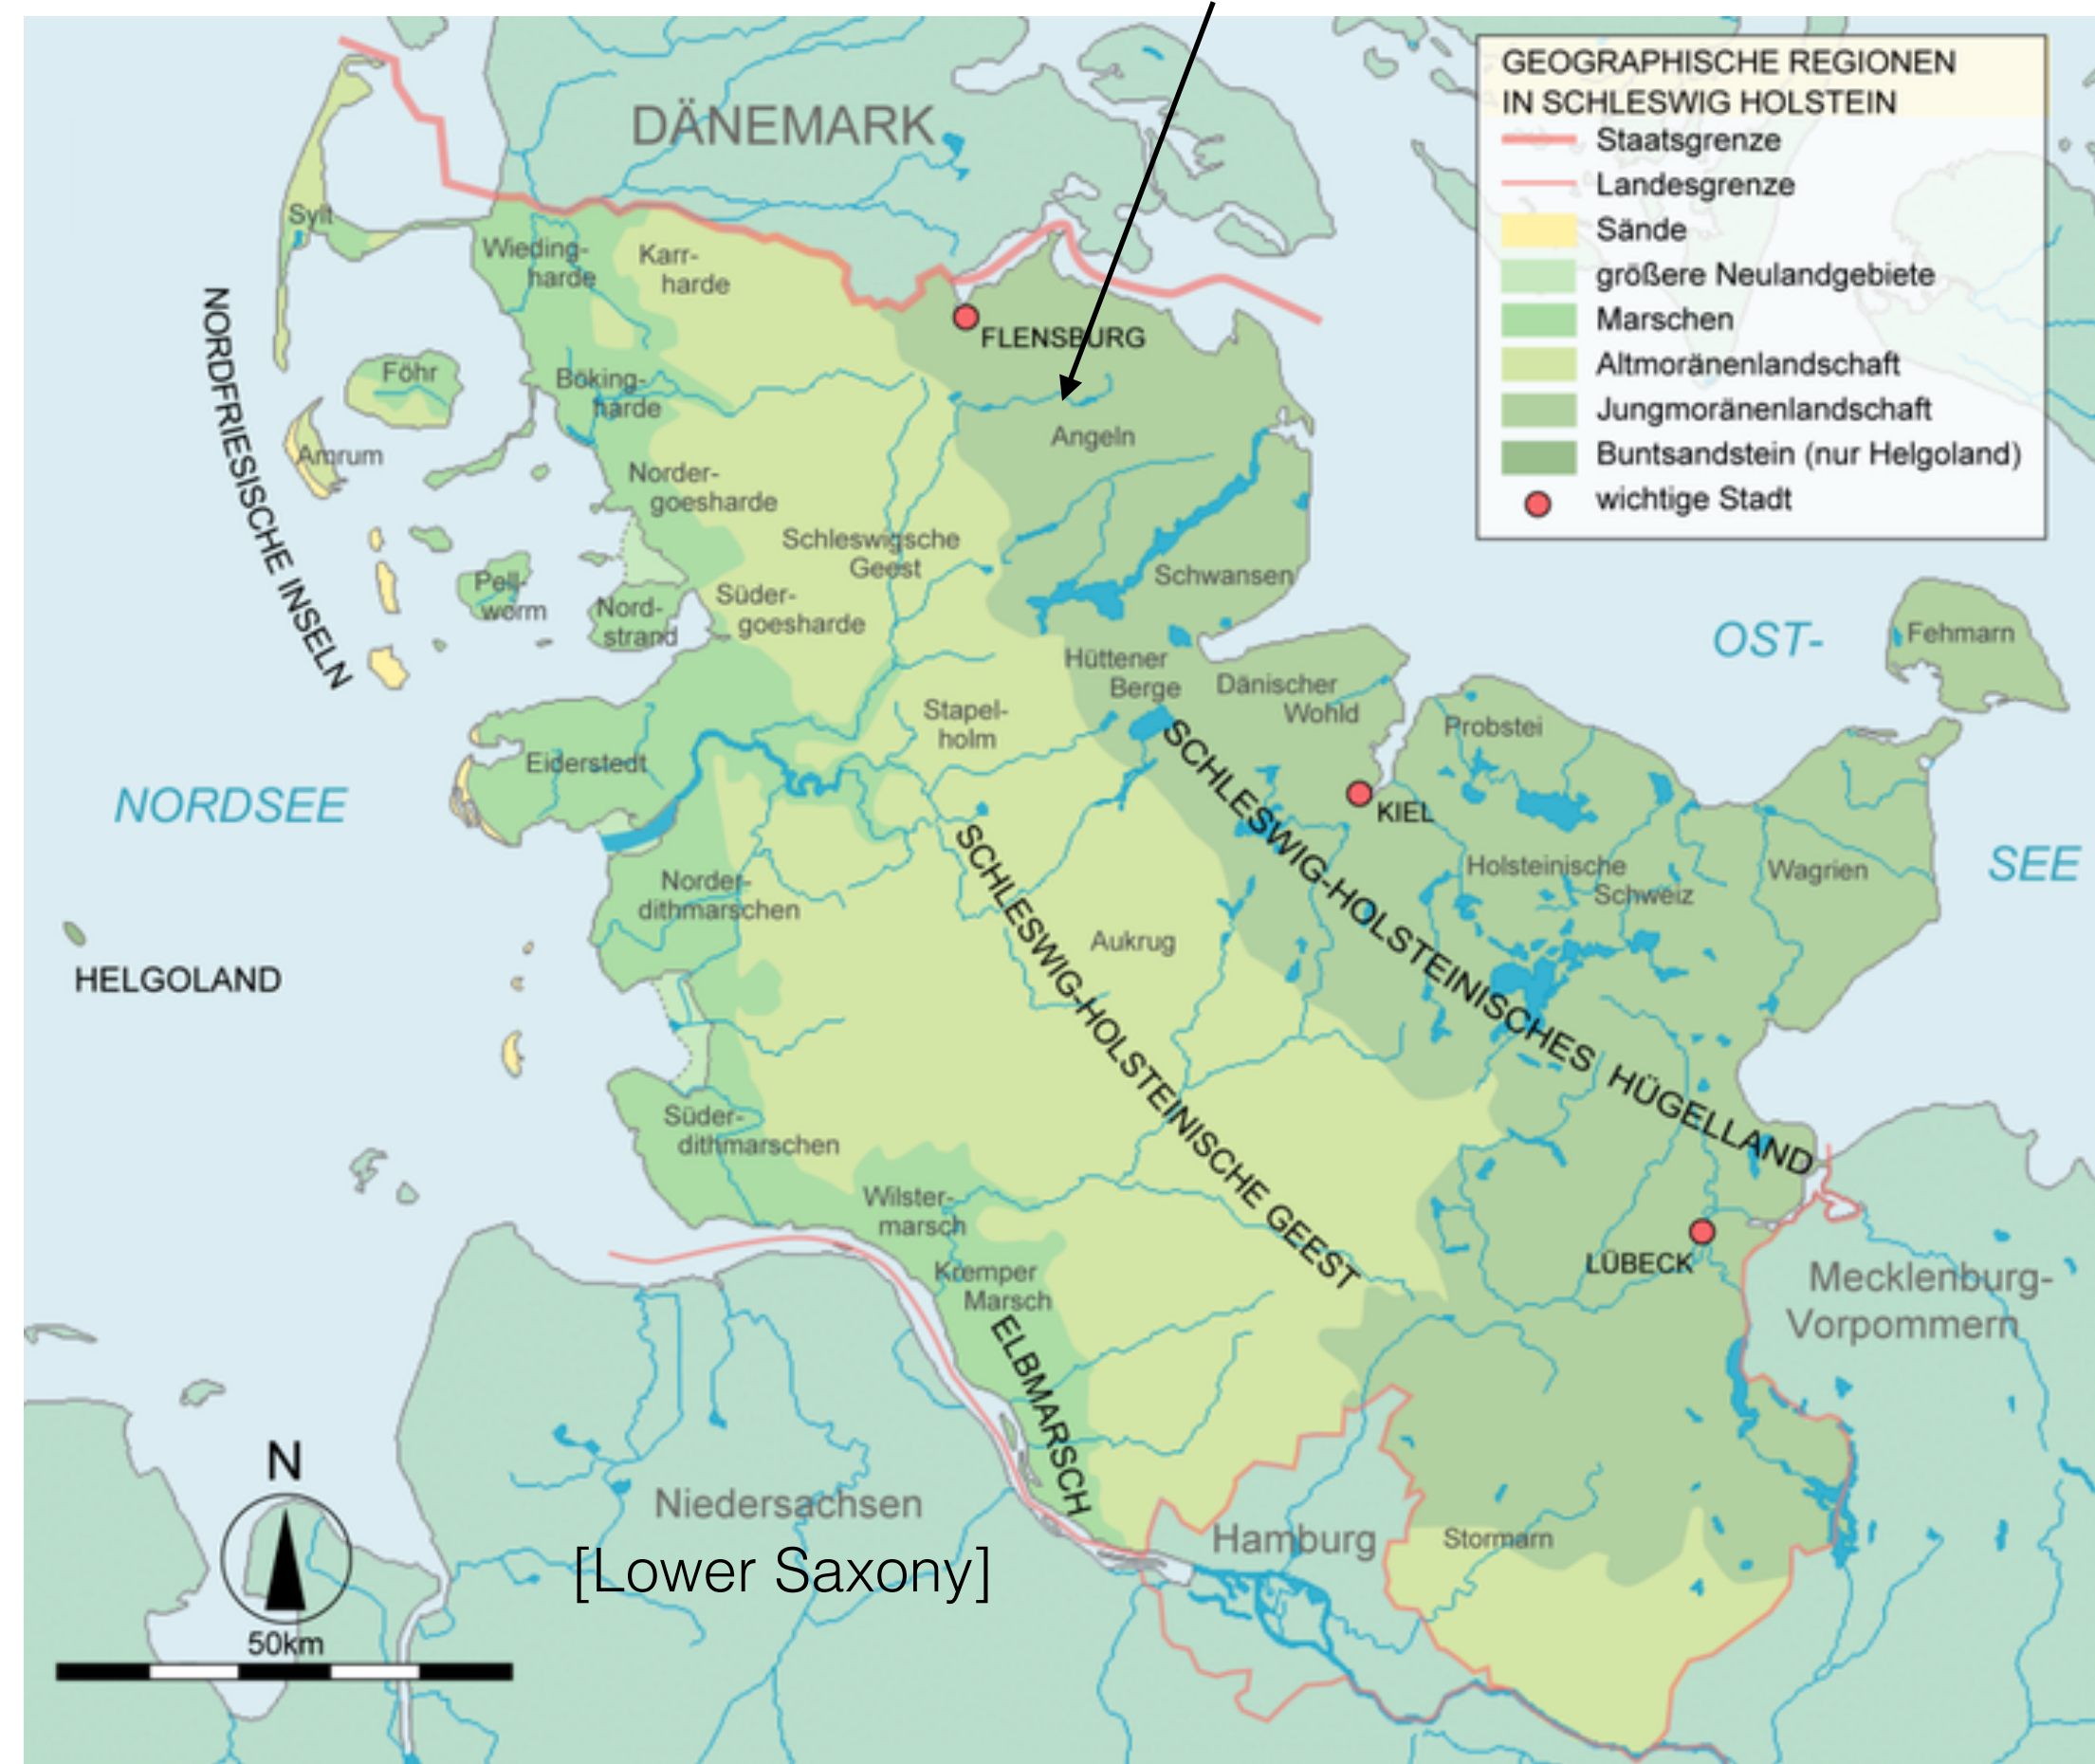 DÄNEMARK
GEOGRAPHISCHE REGIONEN
IN SCHLESWIG HOLSTEIN
Staatsgrenze
Landesgrenze
Sände
größere Neulandgebiete
Marschen
Altmoränenlandschaft
Jungmoränenlandschaft
Buntsandstein (nur Helgoland)
wichtige Stadt
Sylt
Wieding-
harde
Karr-
harde
FLENSBURG
NORDFRIESISCHE INSELN
Föhr
Böking-
harde
Amrum
Angeln
Norder-
goesharde
Schleswigsche
Geest
Schwansen
Pell-
worm
Nord-
strand
Süder-
goesharde
Hüttener
Berge
Dänischer
Wohld
OST-
Fehmarn
Stapel-
holm
Probstei
Eiderstedt
NORDSEE
KIEL
SCHLESWIG-HOLSTEINISCHES HÜGELLAND
SEE
Holsteinische
Schweiz
Wagrien
Norder-
dithmarschen
Aukrug
HELGOLAND
SCHLESWIG-HOLSTEINISCHE GEEST
Süder-
dithmarschen
Wilster-
marsch
LÜBECK
Kremper
Marsch
Mecklenburg-
Vorpommern
ELBMARSCH
N
Niedersachsen
[Lower Saxony]
Hamburg
Stormarn
50km